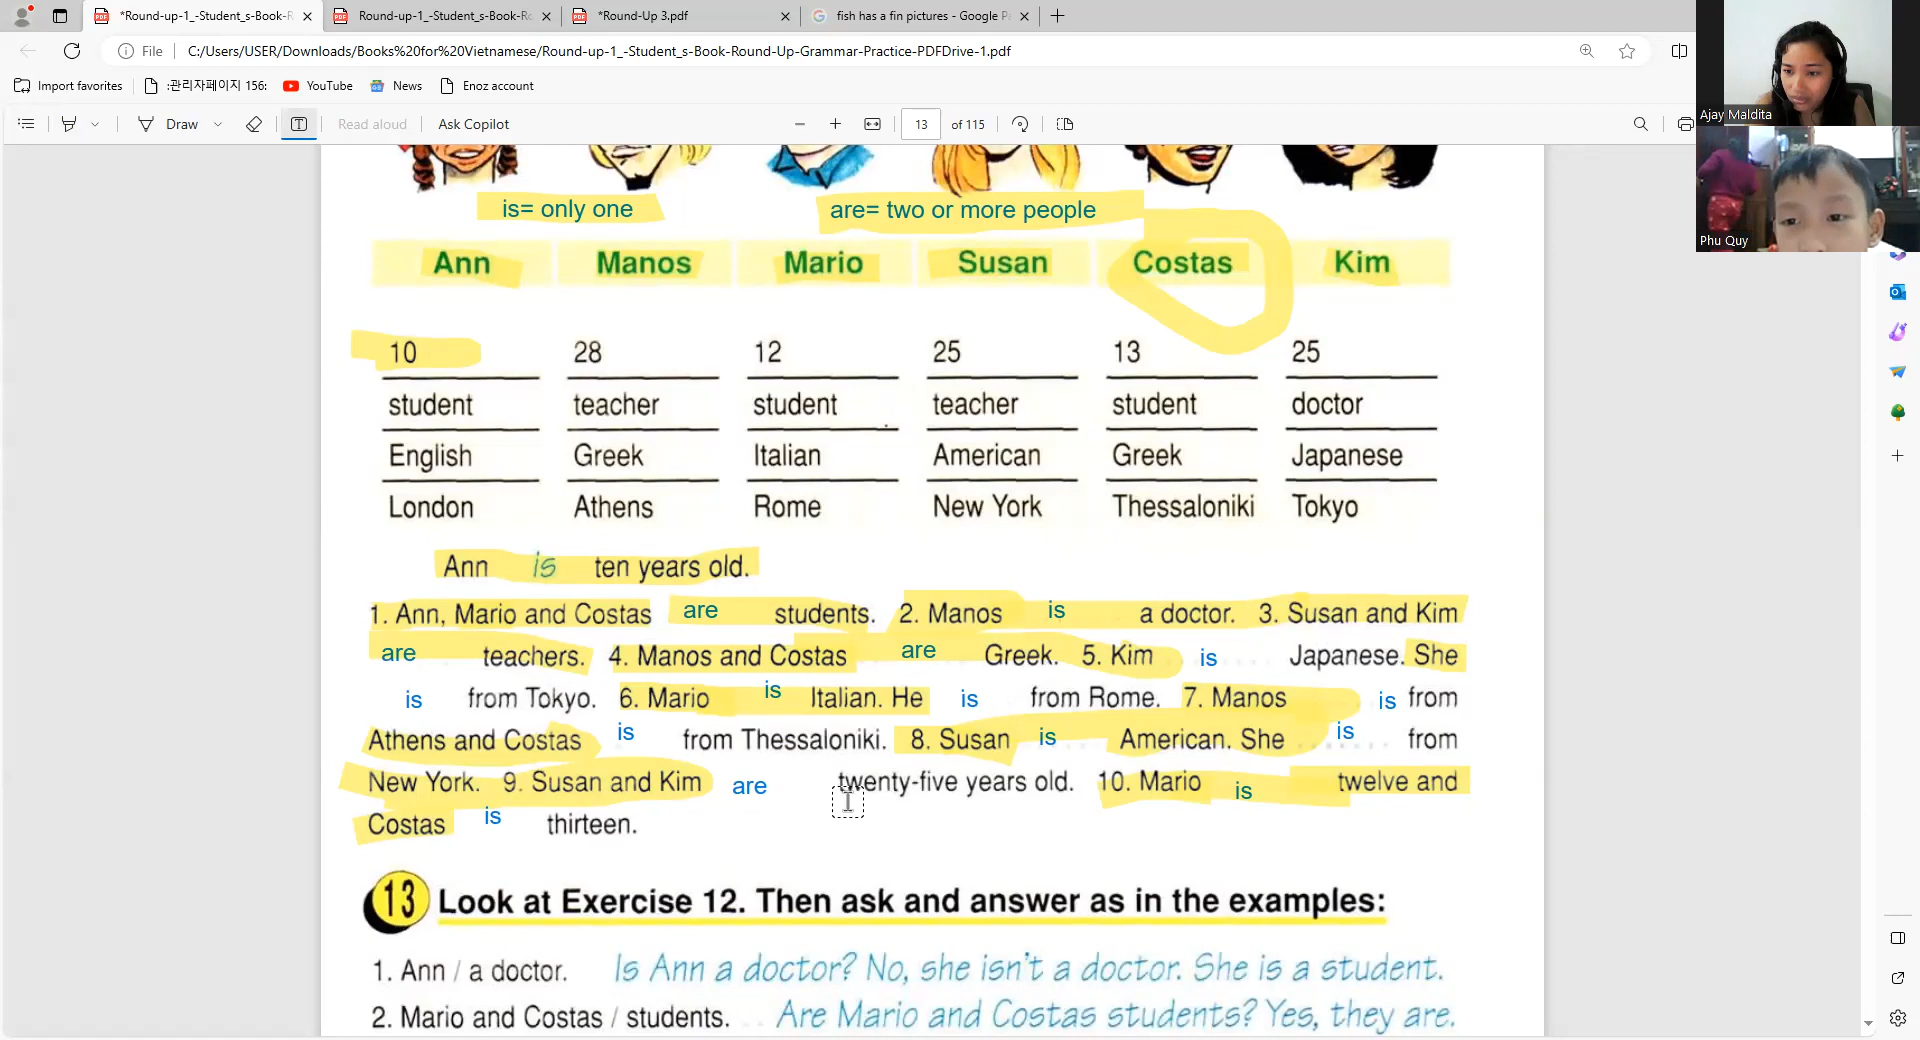 *Round-up-1_-Student_s-Book-R
Round-up-1_-Student_s-Book-Ro
*Round-Up 3.pdf
fish has a fin pictures - Google
File
C:/Users/USER/Downloads/Books%20for%20Vietnamese/Round-up-1_-Student_s-Book-Round-Up-Grammar-Practice-PDFDrive-1.pdf
Import favorites
:관리자페이지 156:
YouTube
News
Enoz account
Draw
Read aloud
Ask Copilot
13
of 115
Ajay Maldita
Phu Quy
is= only one
are= two or more people
Ann Manos Mario Susan Costas Kim
10 28 12 25 13 25
student teacher student teacher student doctor
English Greek Italian American Greek Japanese
London Athens Rome New York Thessaloniki Tokyo
Ann is ten years old.
1. Ann, Mario and Costas are students. 2. Manos is a doctor. 3. Susan and Kim
are teachers. 4. Manos and Costas are Greek. 5. Kim is Japanese. She
is from Tokyo. 6. Mario is Italian. He is from Rome. 7. Manos is from
Athens and Costas is from Thessaloniki. 8. Susan is American. She is from
New York. 9. Susan and Kim are twenty-five years old. 10. Mario is twelve and
Costas is thirteen.
13 Look at Exercise 12. Then ask and answer as in the examples:
1. Ann / a doctor. Is Ann a doctor? No, she isn't a doctor. She is a student.
2. Mario and Costas / students. Are Mario and Costas students? Yes, they are.